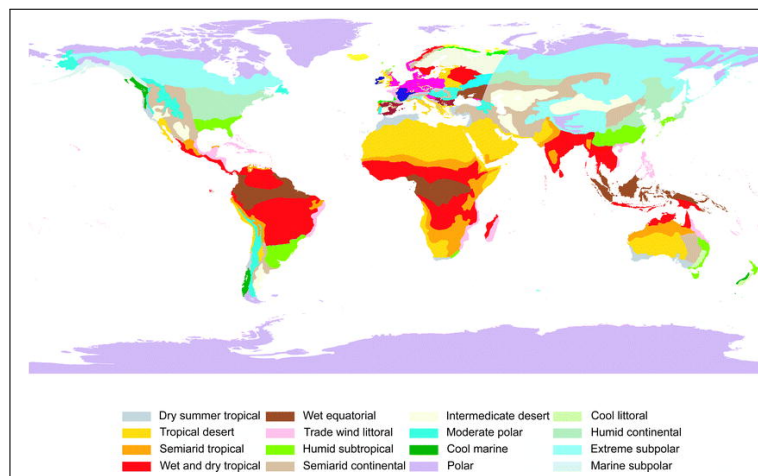 Dry summer tropical Wet equatorial Intermedicate desert Cool littoral
Tropical desert Trade wind littoral Moderate polar Humid continental
Semiarid tropical Humid subtropical Cool marine Extreme subpolar
Wet and dry tropical Semiarid continental Polar Marine subpolar